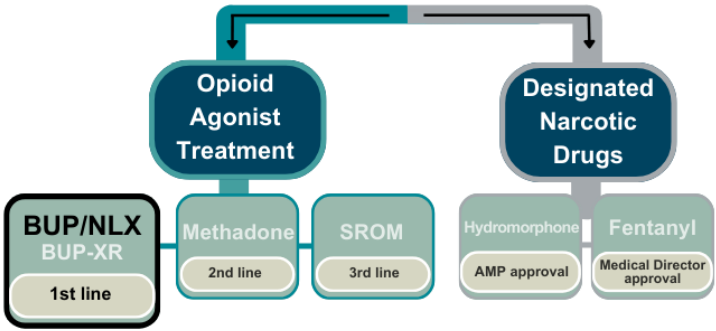 Opioid
Agonist
Treatment
Designated
Narcotic
Drugs
BUP/NLX
BUP-XR
1st line
Methadone
2nd line
SROM
3rd line
Hydromorphone
AMP approval
Fentanyl
Medical Director
approval